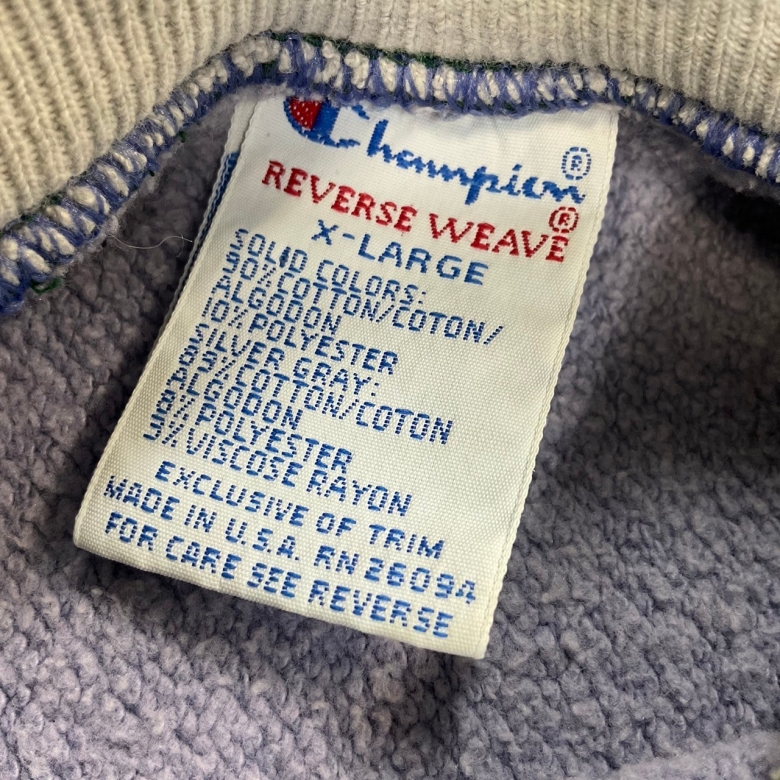 Champion®
REVERSE WEAVE®
X-LARGE
SOLID COLORS:
90% COTTON/COTON/
ALGODON
10% POLYESTER
SILVER GRAY:
89% COTTON/COTON
ALGODON
8% POLYESTER
3% VISCOSE RAYON
EXCLUSIVE OF TRIM
MADE IN U.S.A. RN 26094
FOR CARE SEE REVERSE